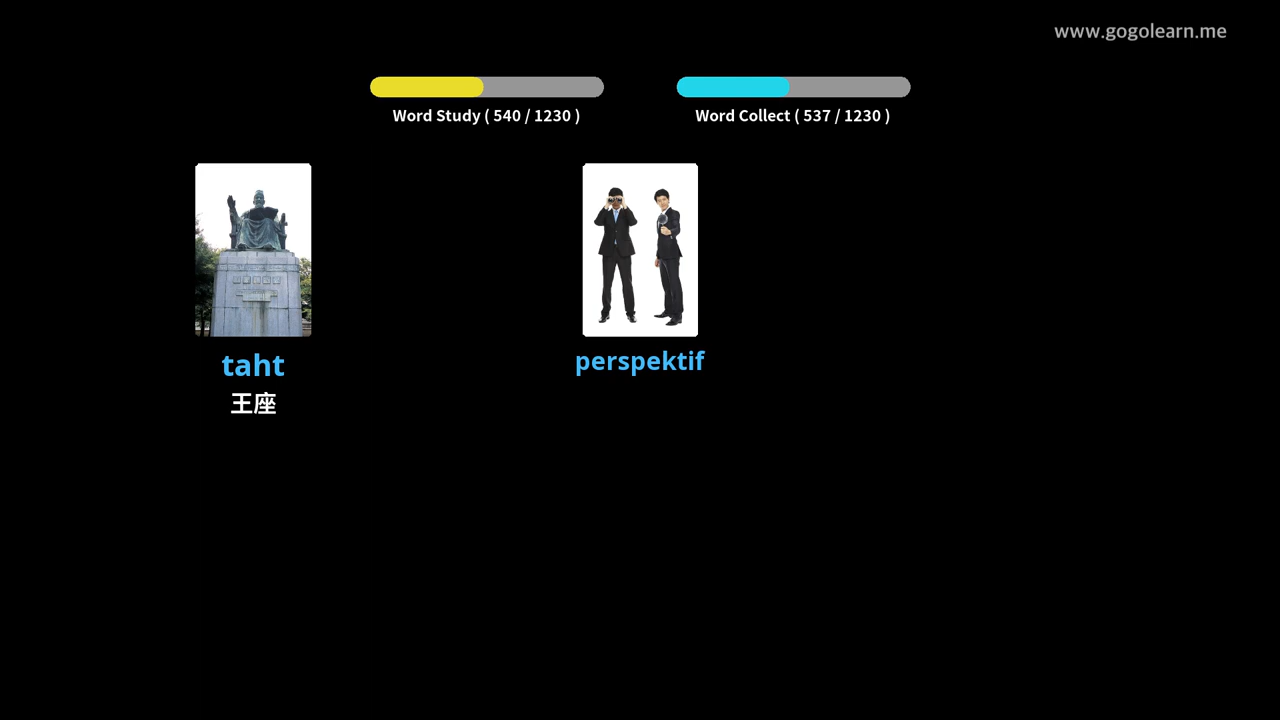 www.gogolearn.me
Word Study ( 540 / 1230 )
Word Collect ( 537 / 1230 )
taht
王座
perspektif